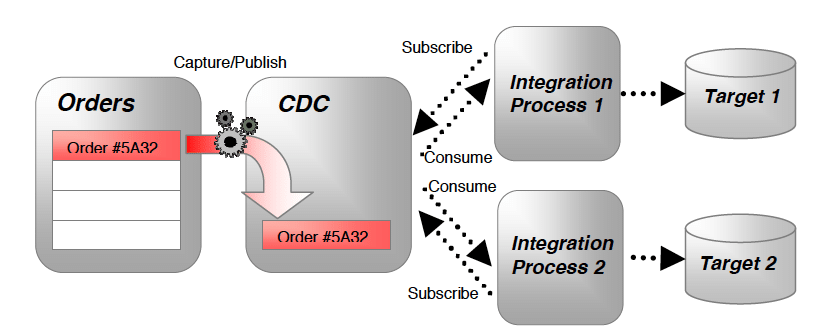 Capture/Publish
Orders
Order #5A32
CDC
Order #5A32
Subscribe
Consume
Integration
Process 1
Target 1
Consume
Subscribe
Integration
Process 2
Target 2